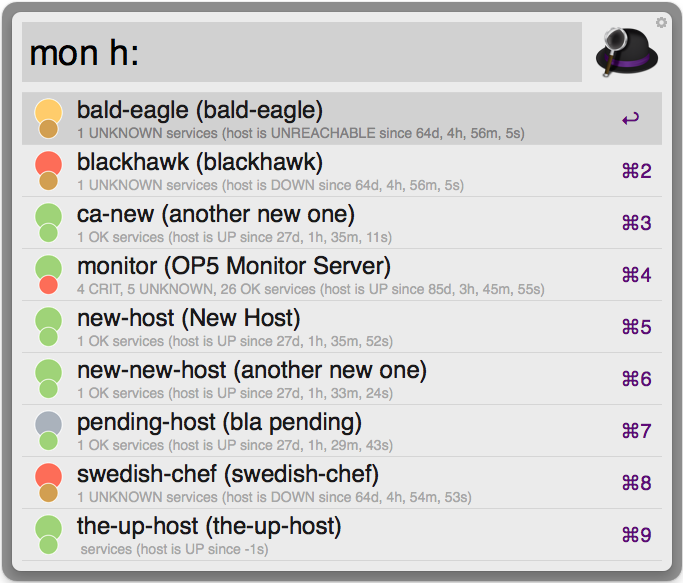 mon h:
bald-eagle (bald-eagle)
1 UNKNOWN services (host is UNREACHABLE since 64d, 4h, 56m, 5s)
↩
blackhawk (blackhawk)
1 UNKNOWN services (host is DOWN since 64d, 4h, 56m, 5s)
⌘2
ca-new (another new one)
1 OK services (host is UP since 27d, 1h, 35m, 11s)
⌘3
monitor (OP5 Monitor Server)
4 CRIT, 5 UNKNOWN, 26 OK services (host is UP since 85d, 3h, 45m, 55s)
⌘4
new-host (New Host)
1 OK services (host is UP since 27d, 1h, 35m, 52s)
⌘5
new-new-host (another new one)
1 OK services (host is UP since 27d, 1h, 33m, 24s)
⌘6
pending-host (bla pending)
1 OK services (host is UP since 27d, 1h, 29m, 43s)
⌘7
swedish-chef (swedish-chef)
1 UNKNOWN services (host is DOWN since 64d, 4h, 54m, 53s)
⌘8
the-up-host (the-up-host)
services (host is UP since -1s)
⌘9